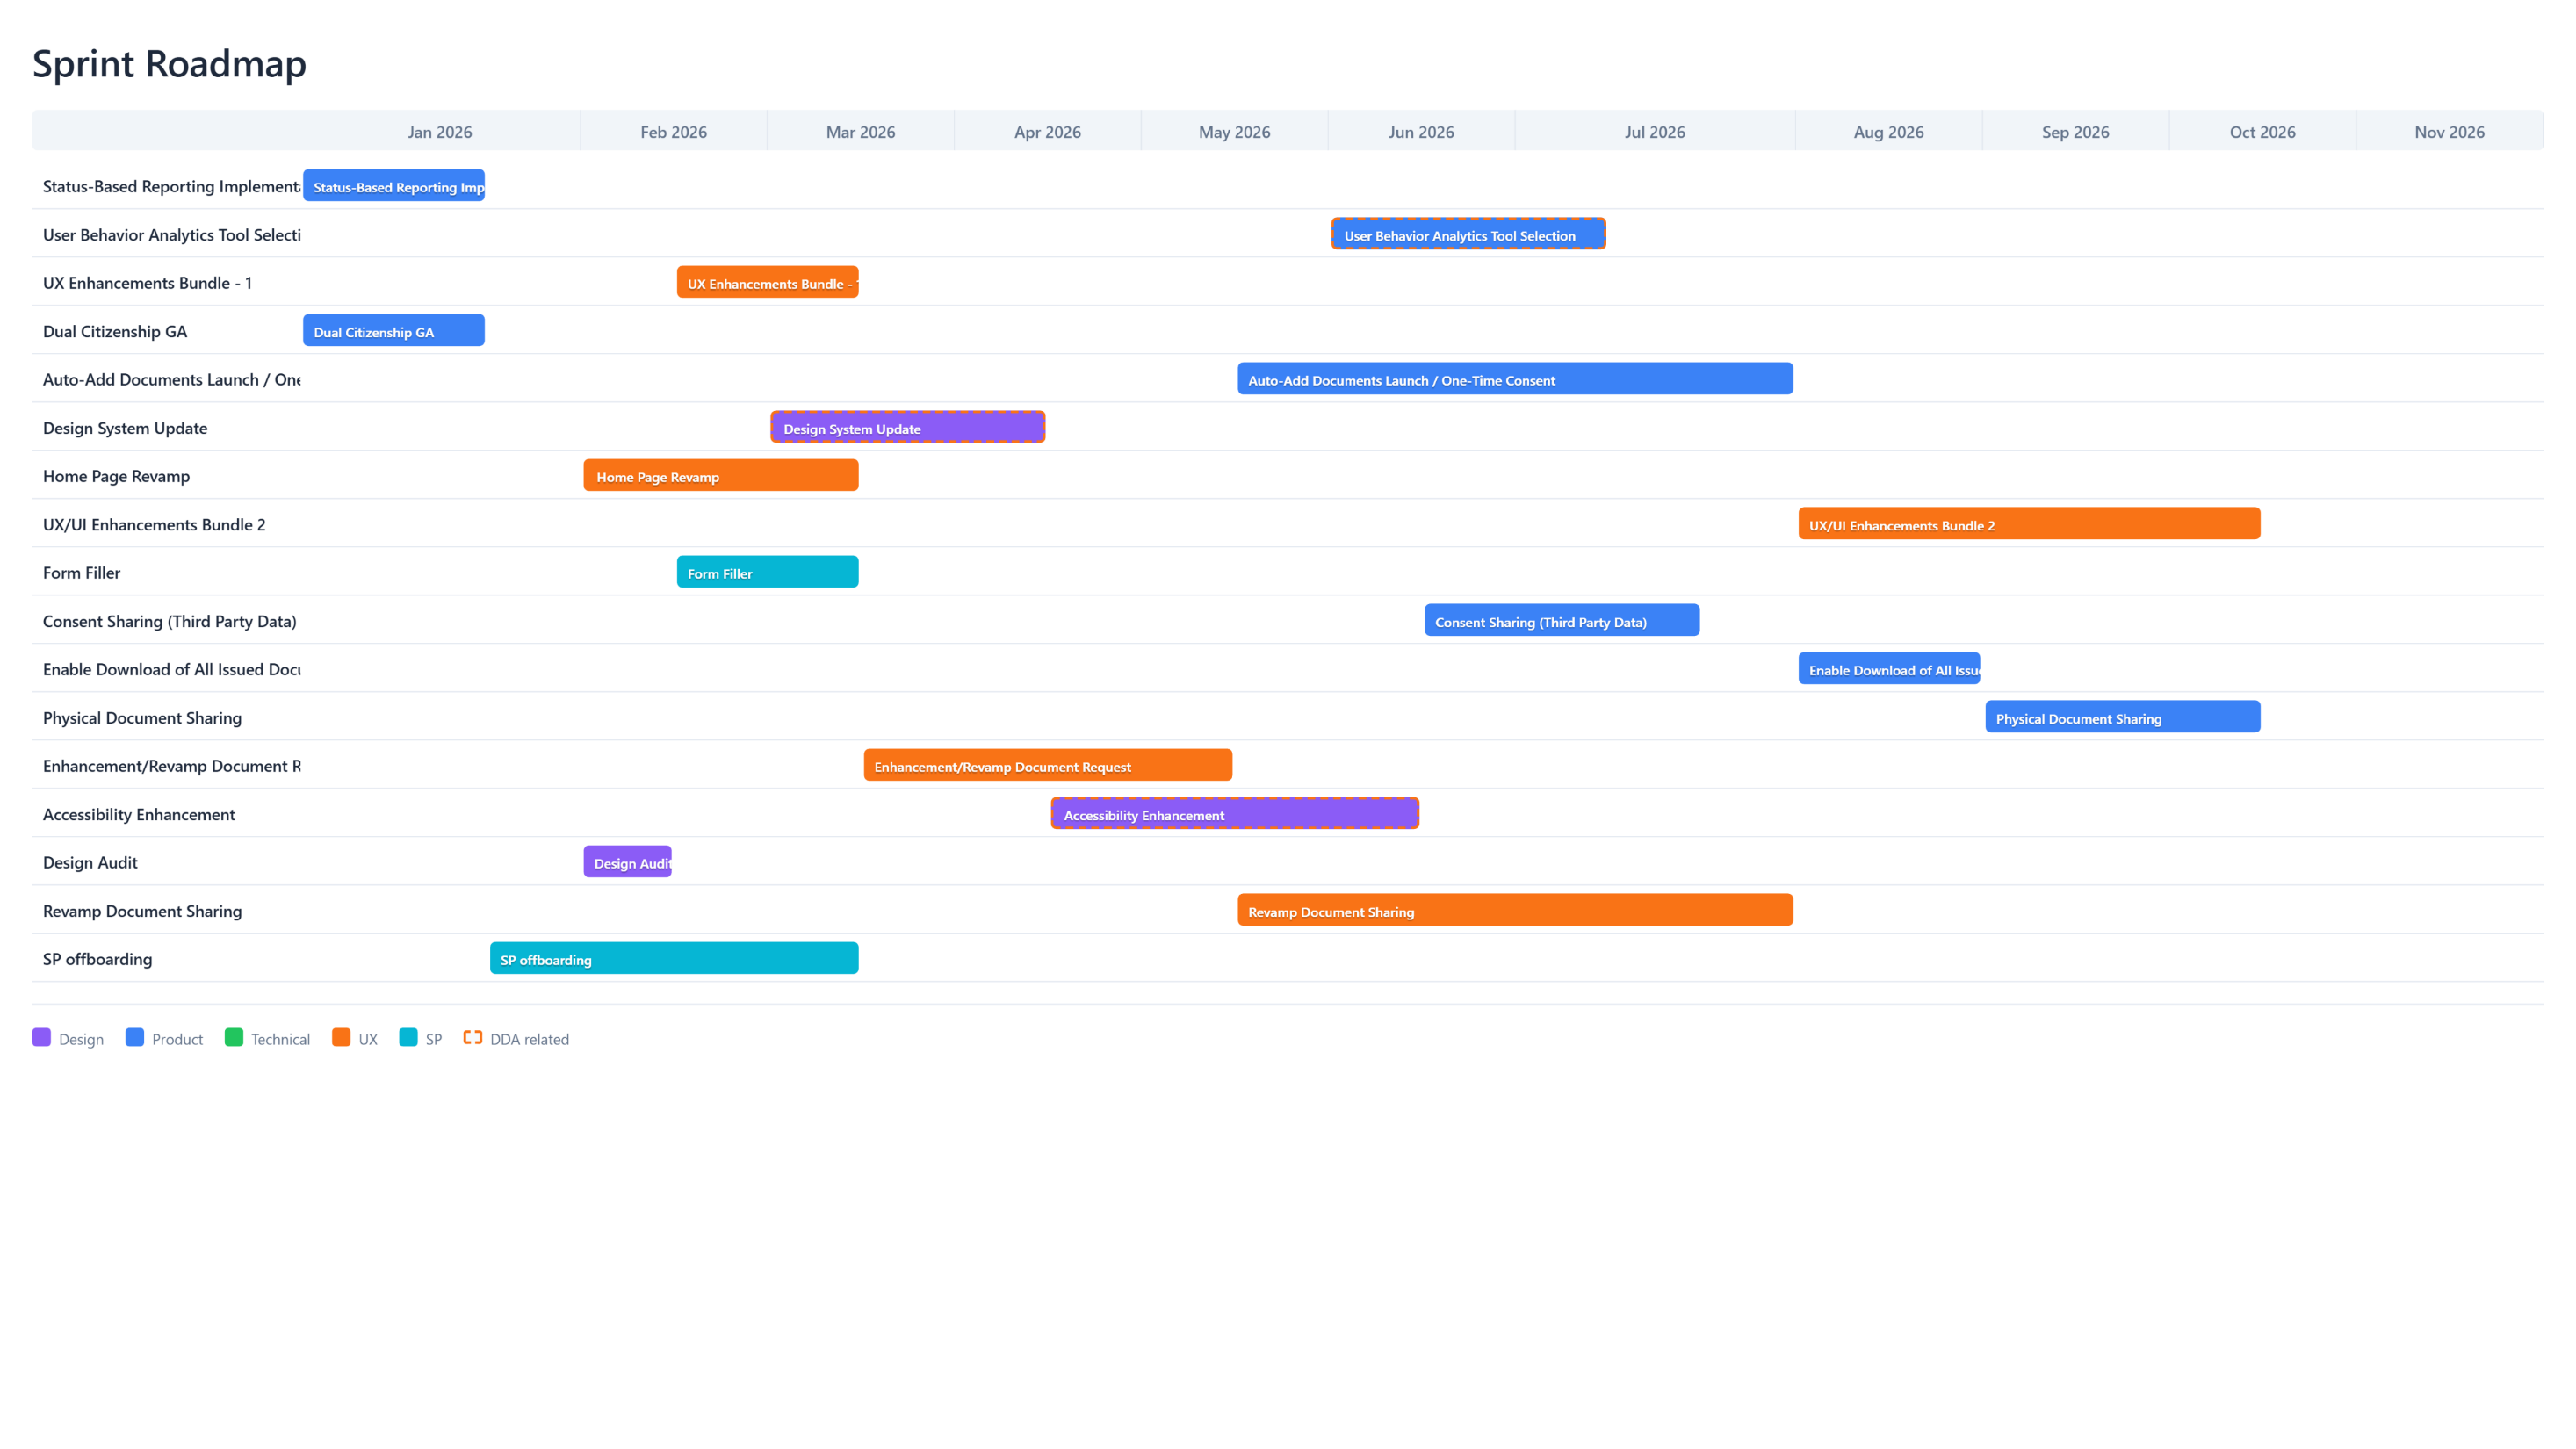 Sprint Roadmap
Jan 2026 Feb 2026 Mar 2026 Apr 2026 May 2026 Jun 2026 Jul 2026 Aug 2026 Sep 2026 Oct 2026 Nov 2026
Status-Based Reporting Implement Status-Based Reporting Imp
User Behavior Analytics Tool Selecti User Behavior Analytics Tool Selection
UX Enhancements Bundle - 1 UX Enhancements Bundle -
Dual Citizenship GA Dual Citizenship GA
Auto-Add Documents Launch / One Auto-Add Documents Launch / One-Time Consent
Design System Update Design System Update
Home Page Revamp Home Page Revamp
UX/UI Enhancements Bundle 2 UX/UI Enhancements Bundle 2
Form Filler Form Filler
Consent Sharing (Third Party Data) Consent Sharing (Third Party Data)
Enable Download of All Issued Docu Enable Download of All Issue
Physical Document Sharing Physical Document Sharing
Enhancement/Revamp Document R Enhancement/Revamp Document Request
Accessibility Enhancement Accessibility Enhancement
Design Audit Design Audit
Revamp Document Sharing Revamp Document Sharing
SP offboarding SP offboarding
Design Product Technical UX SP DDA related